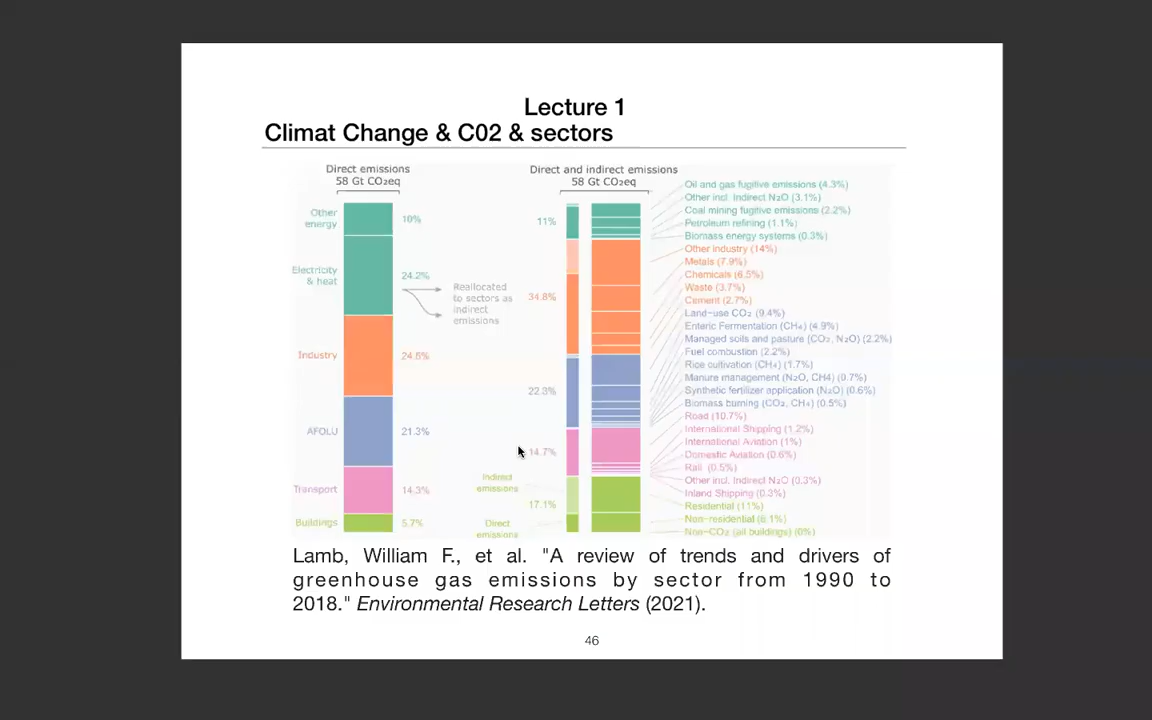 Lecture 1
Climat Change & C02 & sectors
Direct emissions
58 Gt CO₂eq
Other
energy
10%
Electricity
& heat
24.2%
Reallocated
to sectors as
indirect
emissions
Industry
24.6%
AFOLU
21.3%
Transport
14.3%
Buildings
5.7%
Direct and indirect emissions
58 Gt CO₂eq
11%
34.8%
22.3%
14.7%
Indirect
emissions
17.1%
Direct
emissions
Oil and gas fugitive emissions (4.3%)
Other incl. Indirect N₂O (3.1%)
Coal mining fugitive emissions (2.2%)
Petroleum refining (1.1%)
Biomass energy systems (0.3%)
Other industry (14%)
Metals (7.9%)
Chemicals (6.5%)
Waste (3.7%)
Cement (2.7%)
Land−use CO₂ (9.4%)
Enteric Fermentation (CH₄) (4.9%)
Managed soils and pasture (CO₂, N₂O) (2.2%)
Fuel combustion (2.2%)
Rice cultivation (CH₄) (1.7%)
Manure management (N₂O, CH4) (0.7%)
Synthetic fertilizer application (N₂O) (0.6%)
Biomass burning (CO₂, CH₄) (0.5%)
Road (10.7%)
International Shipping (1.2%)
International Aviation (1%)
Domestic Aviation (0.6%)
Rail (0.5%)
Other incl. Indirect N₂O (0.3%)
Inland Shipping (0.3%)
Residential (11%)
Non−residential (6.1%)
Non−CO₂ (all buildings) (0%)
Lamb, William F., et al. "A review of trends and drivers of
greenhouse gas emissions by sector from 1990 to
2018." Environmental Research Letters (2021).
46